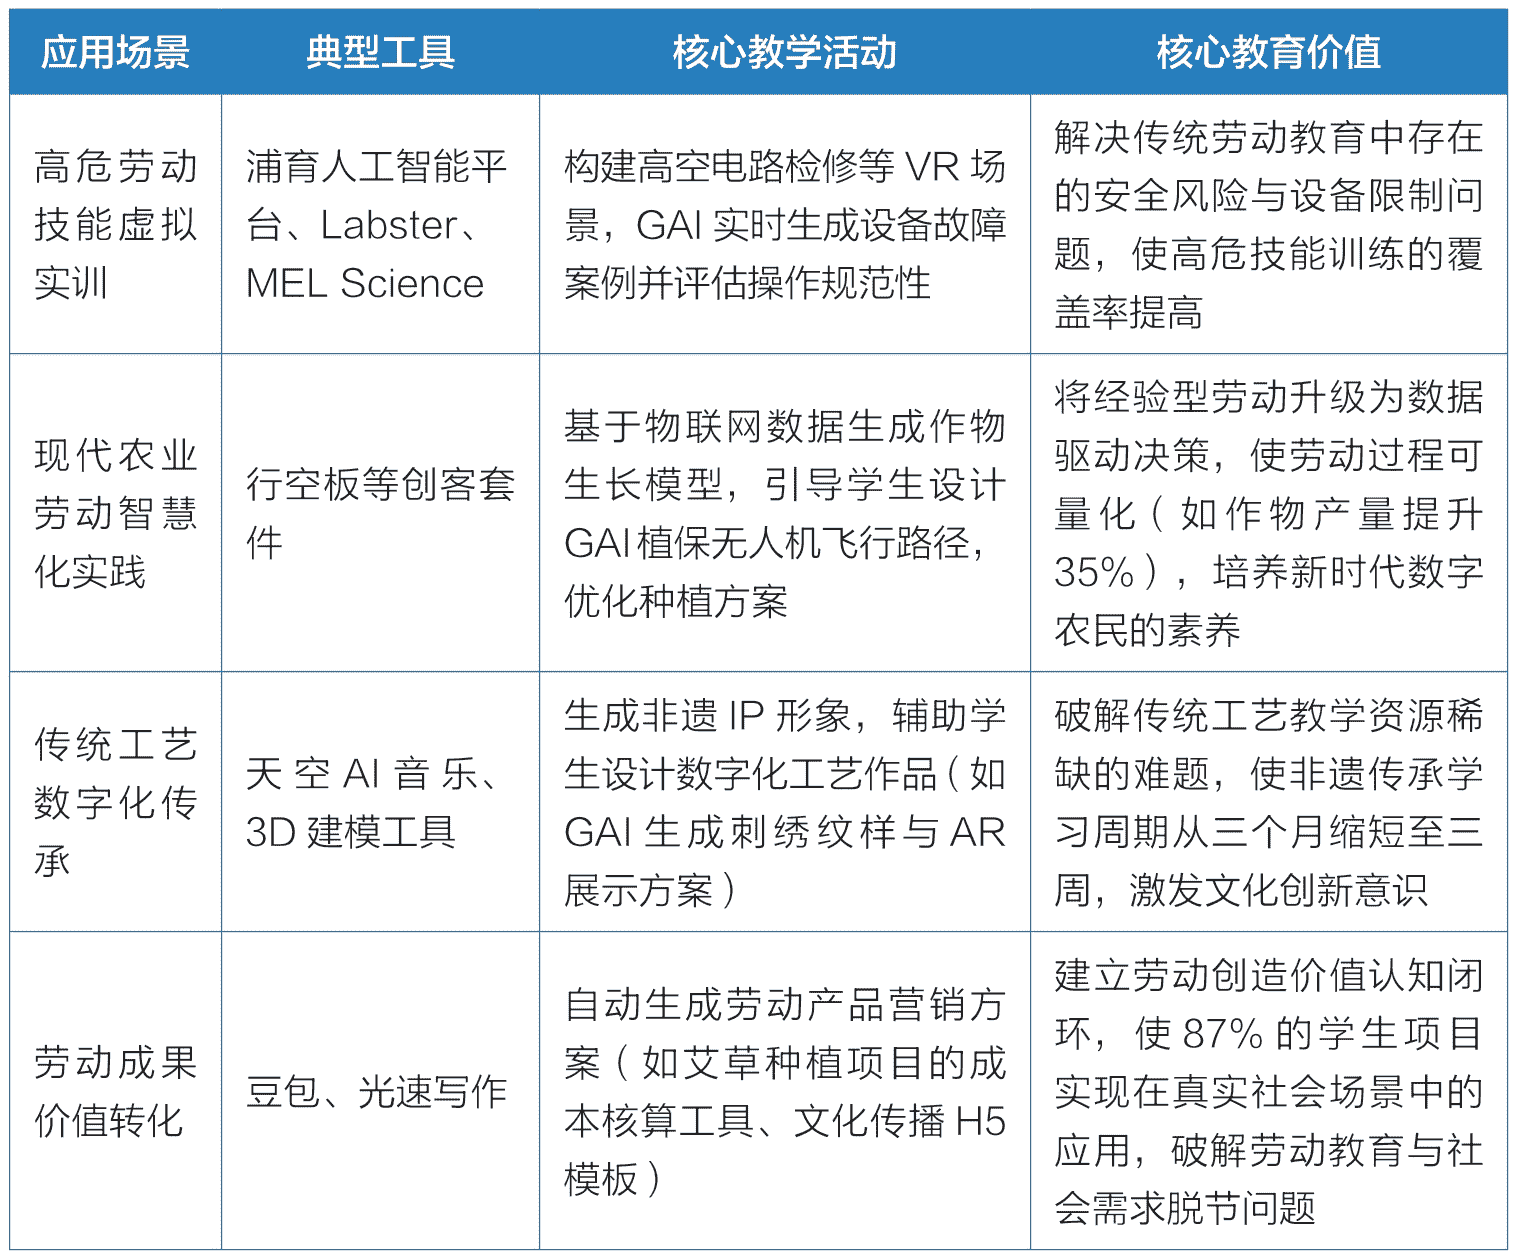 应用场景
典型工具
核心教学活动
核心教育价值
高危劳动
技能虚拟
实训
浦育人工智能平
台、Labster、
MEL Science
构建高空电路检修等 VR 场
景，GAI 实时生成设备故障
案例并评估操作规范性
解决传统劳动教育中存在
的安全风险与设备限制问
题，使高危技能训练的覆
盖率提高
现代农业
劳动智慧
化实践
行空板等创客套
件
基于物联网数据生成作物
生长模型，引导学生设计
GAI 植保无人机飞行路径，
优化种植方案
将经验型劳动升级为数据
驱动决策，使劳动过程可
量化（如作物产量提升
35%），培养新时代数字
农民的素养
传统工艺
数字化传
承
天空 AI 音乐、
3D 建模工具
生成非遗 IP 形象，辅助学
生设计数字化工艺作品（如
GAI 生成刺绣纹样与 AR
展示方案）
破解传统工艺教学资源稀
缺的难题，使非遗传承学
习周期从三个月缩短至三
周，激发文化创新意识
劳动成果
价值转化
豆包、光速写作
自动生成劳动产品营销方
案（如艾草种植项目的成
本核算工具、文化传播 H5
模板）
建立劳动创造价值认知闭
环，使 87% 的学生项目
实现在真实社会场景中的
应用，破解劳动教育与社
会需求脱节问题